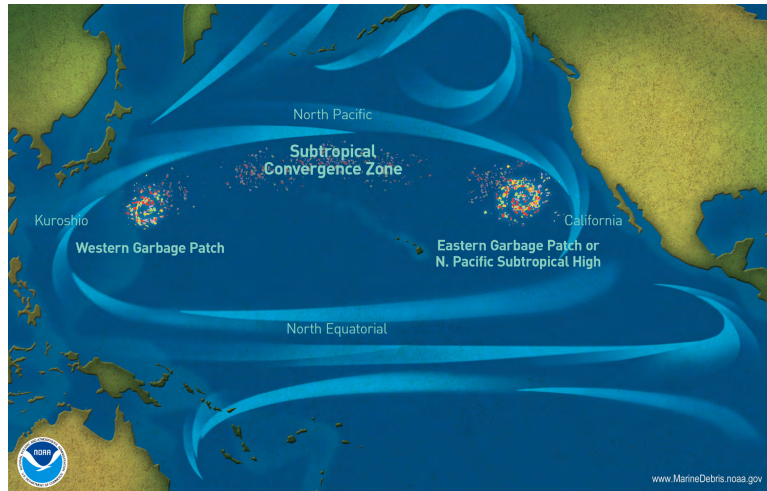 North Pacific
Subtropical
Convergence Zone
Kuroshio
California
Western Garbage Patch
Eastern Garbage Patch or
N. Pacific Subtropical High
North Equatorial
NOAA
www.MarineDebris.noaa.gov